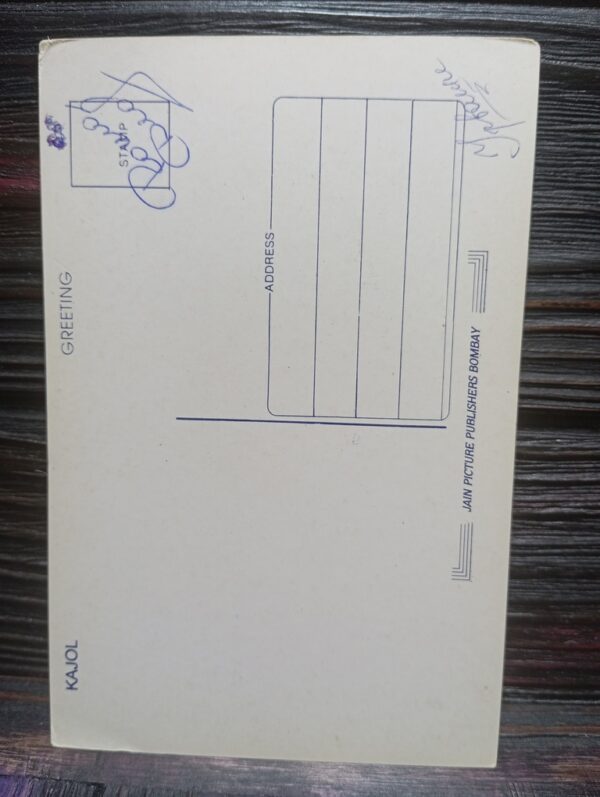 KAJOL
GREETING
STAMP
ADDRESS
JAIN PICTURE PUBLISHERS BOMBAY